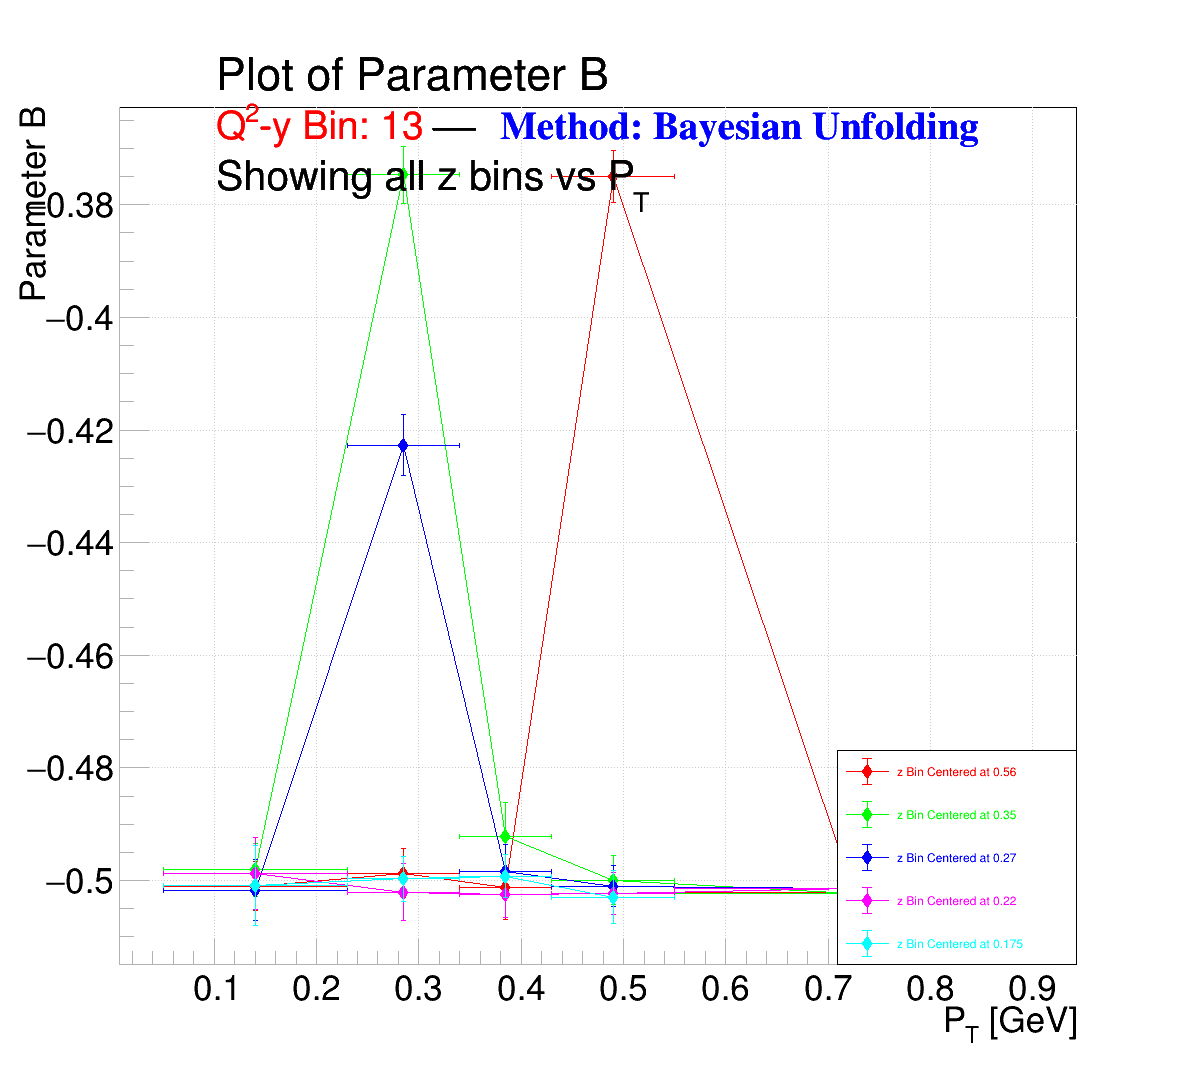 Plot of Parameter B
Q²-y Bin: 13 — Method: Bayesian Unfolding
Showing all z bins vs P_T
Parameter B
−0.38
−0.4
−0.42
−0.44
−0.46
−0.48
−0.5
z Bin Centered at 0.56
z Bin Centered at 0.35
z Bin Centered at 0.27
z Bin Centered at 0.22
z Bin Centered at 0.175
0.1 0.2 0.3 0.4 0.5 0.6 0.7 0.8 0.9
P_T [GeV]